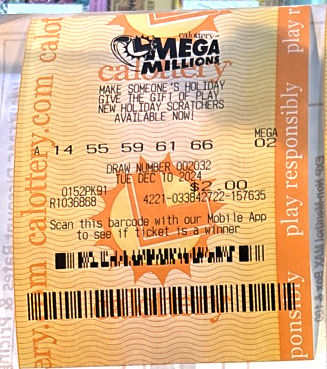 calottery
MEGA
MILLIONS
calottery
MAKE SOMEONE'S HOLIDAY
GIVE THE GIFT OF PLAY
NEW HOLIDAY SCRATCHERS
AVAILABLE NOW!
MEGA
A 14 55 59 61 66 02
DRAW NUMBER 002032
TUE DEC 10 2024
0152PK91 $2.00
R1036868 4221-033842722-157635
Scan this barcode with our Mobile App
to see if ticket is a winner
calottery.com
play responsibly